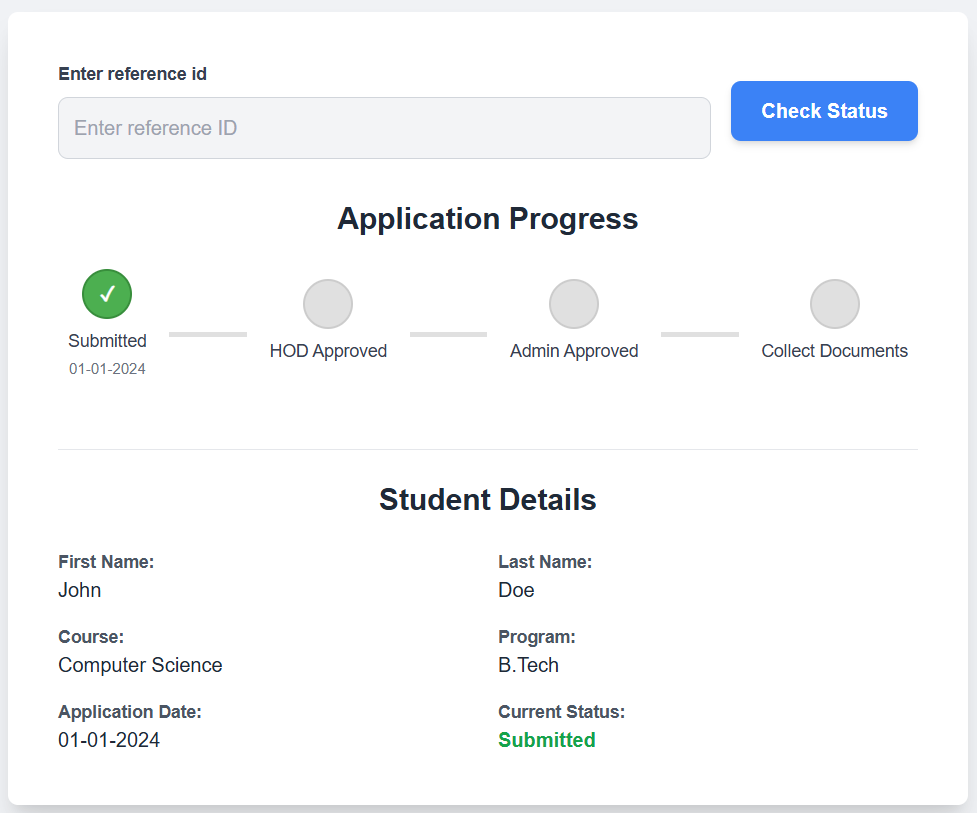 Enter reference id
Enter reference ID
Check Status
Application Progress
✓
Submitted
01-01-2024
HOD Approved
Admin Approved
Collect Documents
Student Details
First Name:
John
Last Name:
Doe
Course:
Computer Science
Program:
B.Tech
Application Date:
01-01-2024
Current Status:
Submitted